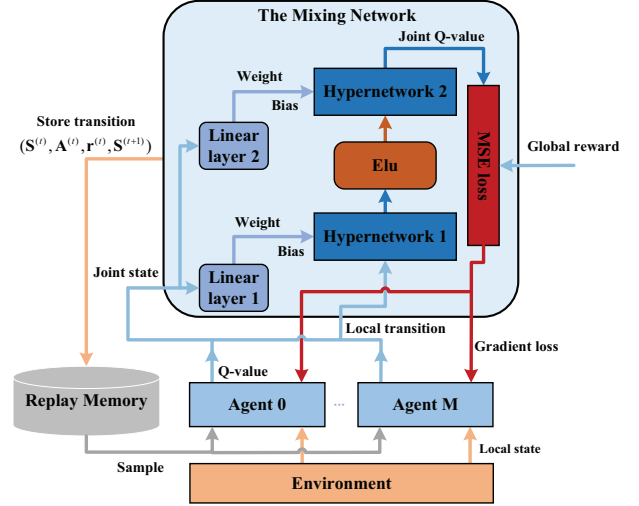 The Mixing Network
Joint Q-value
Weight
Bias
Hypernetwork 2
Store transition
(S^(t), A^(t), r^(t), S^(t+1))
Linear
layer 2
Elu
MSE loss
Global reward
Weight
Bias
Hypernetwork 1
Joint state
Linear
layer 1
Local transition
Gradient loss
Q-value
Replay Memory
Agent 0
...
Agent M
Sample
Local state
Environment